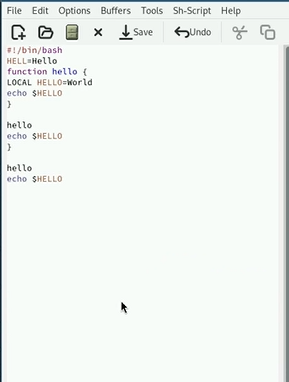 File Edit Options Buffers Tools Sh-Script Help
Save Undo
#!/bin/bash
HELL=Hello
function hello {
LOCAL HELLO=World
echo $HELLO
}
hello
echo $HELLO
}
hello
echo $HELLO